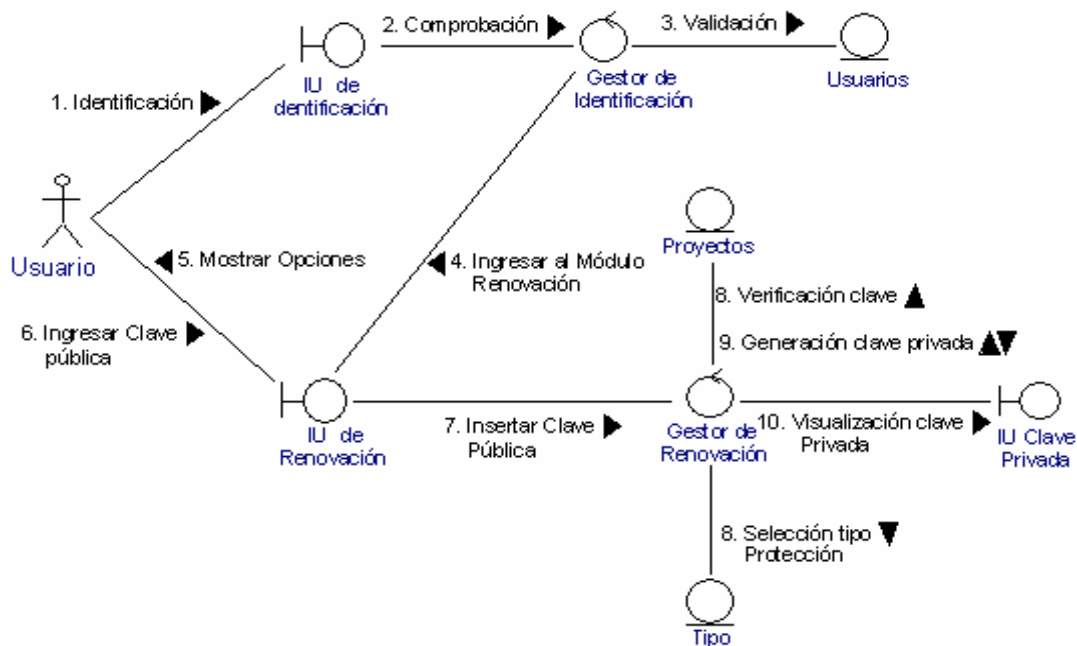 2. Comprobación
3. Validación
IU de
dentificación
Gestor de
Identificación
Usuarios
1. Identificación
Usuario
Proyectos
5. Mostrar Opciones
4. Ingresar al Módulo
Renovación
8. Verificación clave
6. Ingresar Clave
pública
9. Generación clave privada
IU de
Renovación
7. Insertar Clave
Pública
Gestor de
Renovación
10. Visualización clave
Privada
IU Clave
Privada
8. Selección tipo
Protección
Tipo